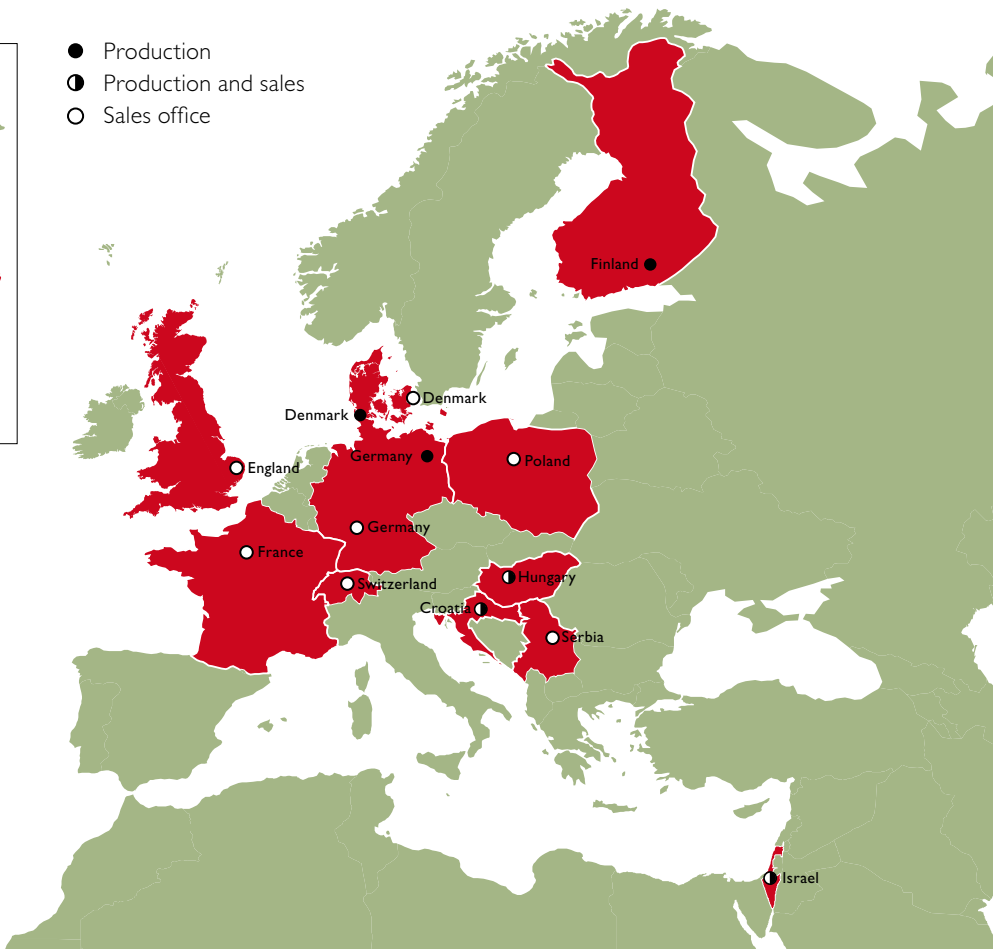 Production
Production and sales
Sales office
Finland
Denmark
Denmark
Germany
Poland
England
Germany
France
Hungary
Switzerland
Croatia
Serbia
Israel